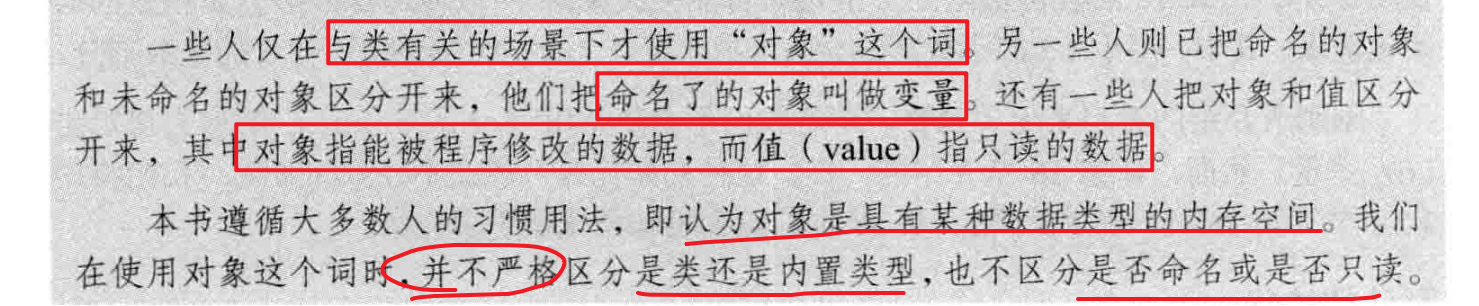 一些人仅在与类有关的场景下才使用“对象”这个词。另一些人则已把命名的对象
和未命名的对象区分开来，他们把命名了的对象叫做变量。还有一些人把对象和值区分
开来，其中对象指能被程序修改的数据，而值（value）指只读的数据。
本书遵循大多数人的习惯用法，即认为对象是具有某种数据类型的内存空间。我们
在使用对象这个词时，并不严格区分是类还是内置类型，也不区分是否命名或是否只读。